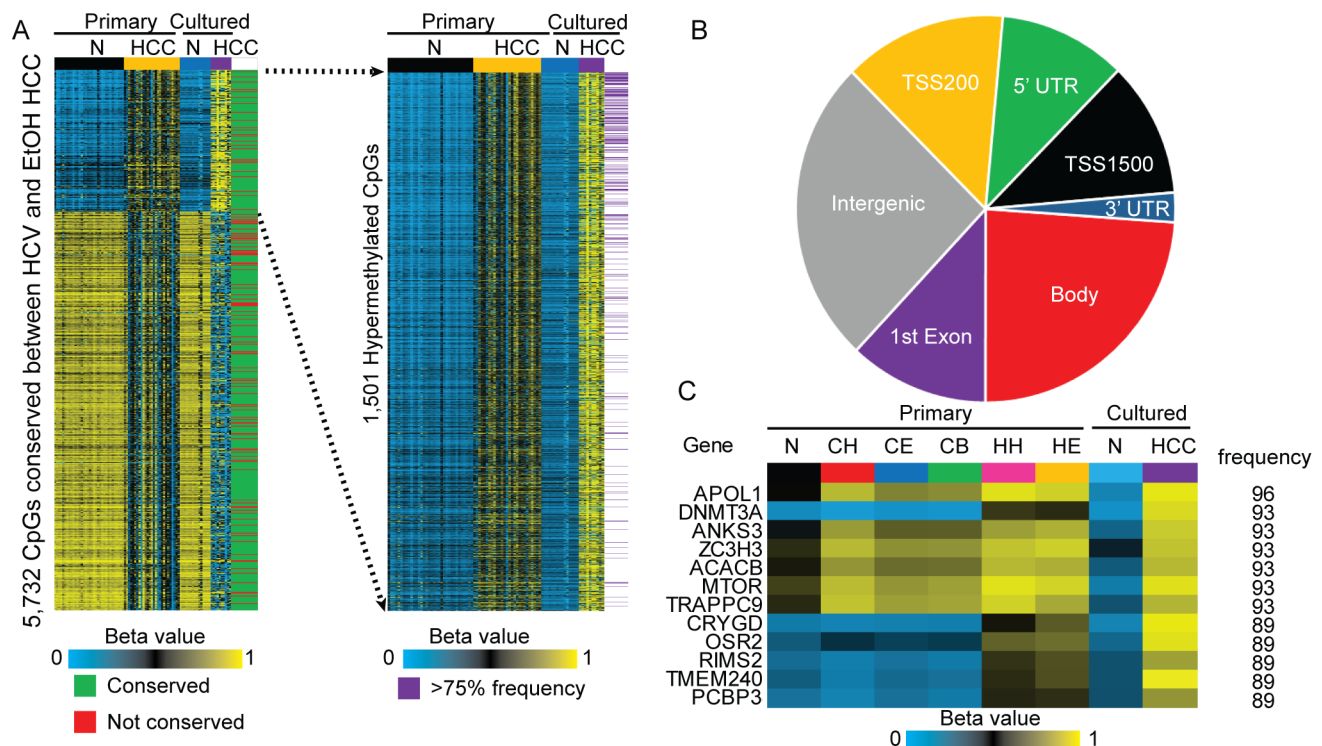 A
Primary Cultured
N HCC N HCC
5,732 CpGs conserved between HCV and EtOH HCC
Beta value
0 1
Conserved
Not conserved
Primary Cultured
N HCC N HCC
1,501 Hypermethylated CpGs
Beta value
0 1
>75% frequency
B
TSS200
5' UTR
TSS1500
3' UTR
Body
1st Exon
Intergenic
C
Primary Cultured
Gene N CH CE CB HH HE N HCC frequency
APOL1 96
DNMT3A 93
ANKS3 93
ZC3H3 93
ACACB 93
MTOR 93
TRAPPC9 93
CRYGD 89
OSR2 89
RIMS2 89
TMEM240 89
PCBP3 89
Beta value
0 1